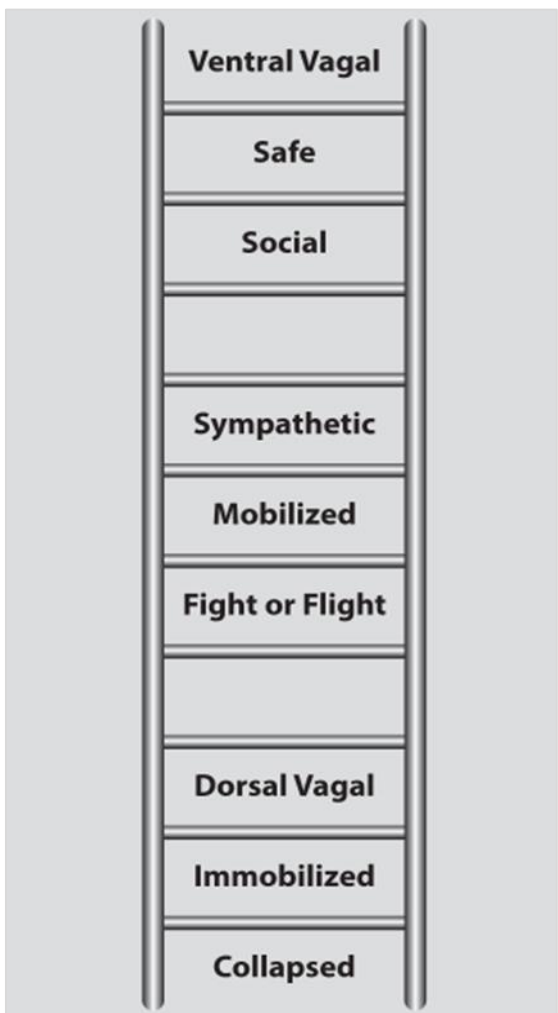 Ventral Vagal
Safe
Social
Sympathetic
Mobilized
Fight or Flight
Dorsal Vagal
Immobilized
Collapsed